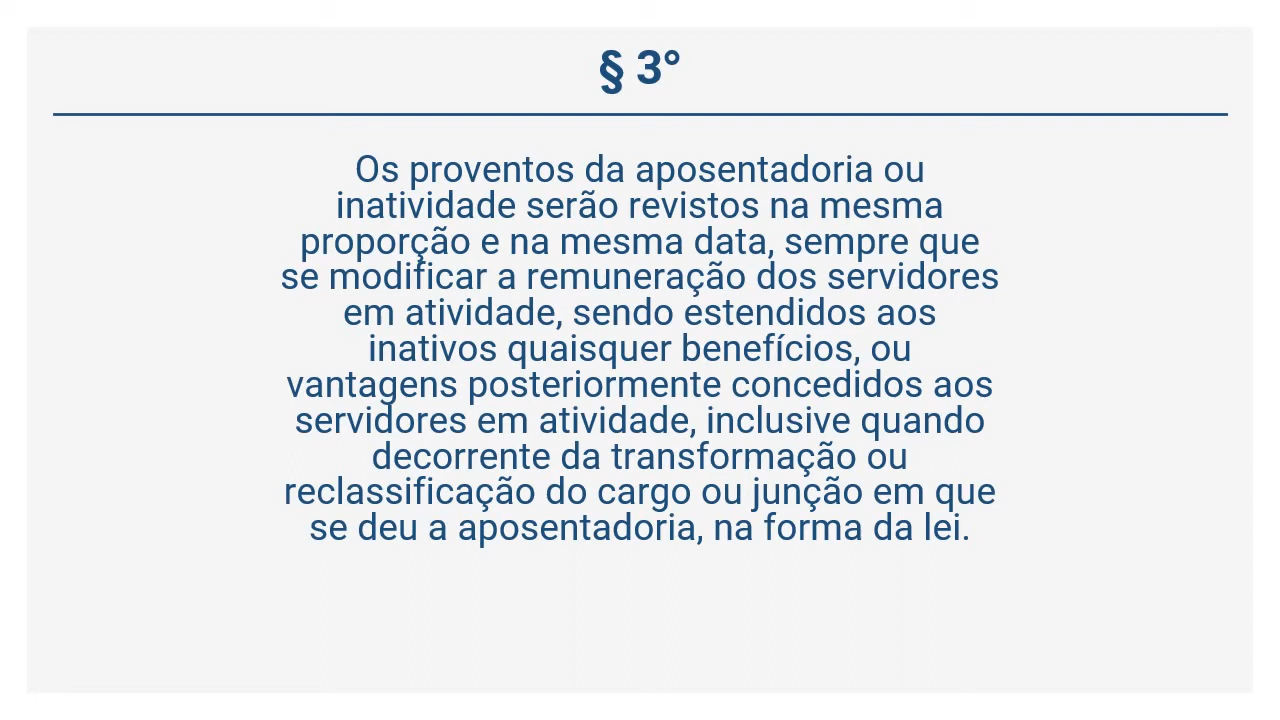 § 3°
Os proventos da aposentadoria ou
inatividade serão revistos na mesma
proporção e na mesma data, sempre que
se modificar a remuneração dos servidores
em atividade, sendo estendidos aos
inativos quaisquer benefícios, ou
vantagens posteriormente concedidos aos
servidores em atividade, inclusive quando
decorrente da transformação ou
reclassificação do cargo ou junção em que
se deu a aposentadoria, na forma da lei.